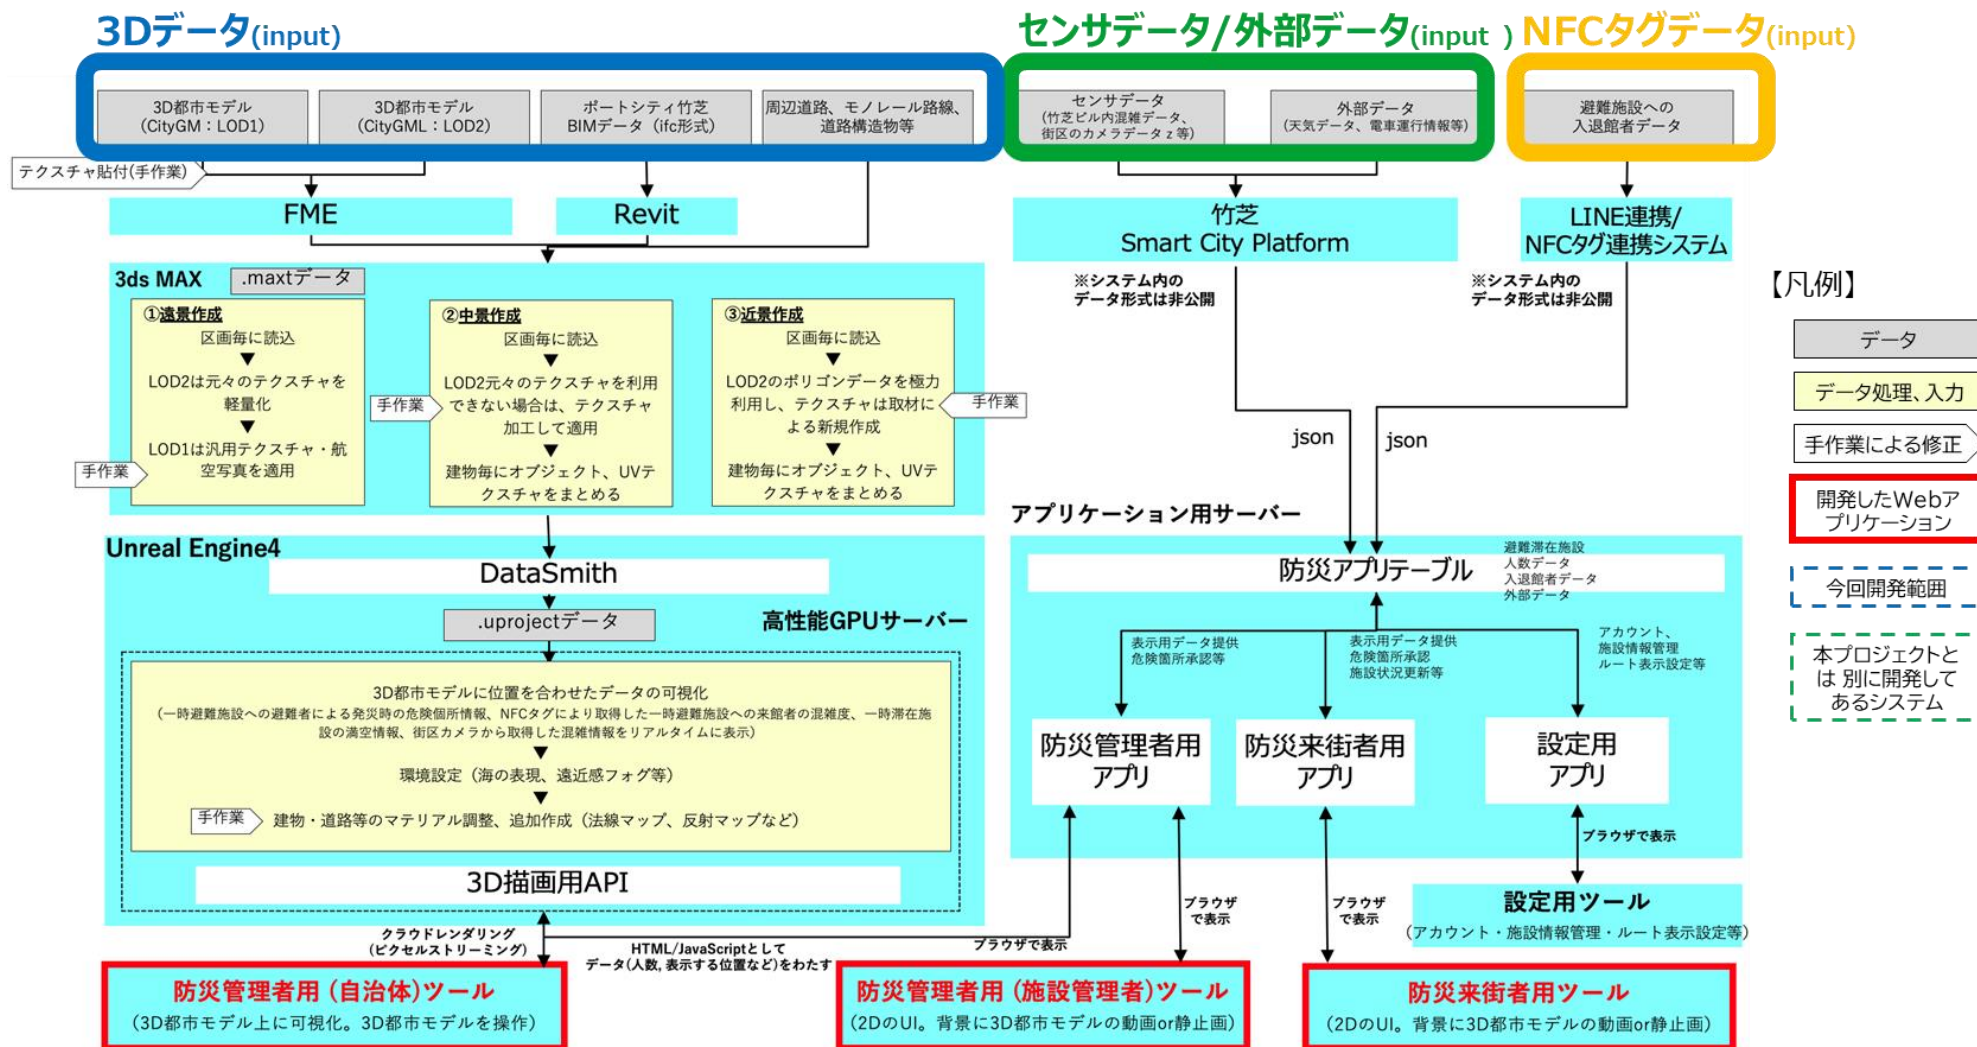 3Dデータ(input)
センサデータ/外部データ(input )
NFCタグデータ(input)
3D都市モデル
(CityGM：LOD1)
3D都市モデル
(CityGML：LOD2)
ポートシティ竹芝
BIMデータ（ifc形式）
周辺道路、モノレール路線、
道路構造物等
センサデータ
(竹芝ビル内混雑データ、
街区のカメラデータｚ等)
外部データ
(天気データ、電車運行情報等)
避難施設への
入退館者データ
テクスチャ貼付(手作業)
FME
Revit
竹芝
Smart City Platform
LINE連携/
NFCタグ連携システム
※システム内の
データ形式は非公開
※システム内の
データ形式は非公開
3ds MAX
.maxtデータ
①遠景作成
区画毎に読込
▼
LOD2は元々のテクスチャを
軽量化
▼
LOD1は汎用テクスチャ・航
空写真を適用
手作業
②中景作成
区画毎に読込
▼
LOD2元々のテクスチャを利用
できない場合は、テクスチャ
加工して適用
▼
建物毎にオブジェクト、UVテ
クスチャをまとめる
手作業
③近景作成
区画毎に読込
▼
LOD2のポリゴンデータを極力
利用し、テクスチャは取材に
よる新規作成
▼
建物毎にオブジェクト、UVテ
クスチャをまとめる
手作業
json
json
【凡例】
データ
データ処理、入力
手作業による修正
開発したWebア
プリケーション
今回開発範囲
本プロジェクトと
は 別に開発して
あるシステム
Unreal Engine4
DataSmith
.uprojectデータ
高性能GPUサーバー
3D都市モデルに位置を合わせたデータの可視化
(一時避難施設への避難者による発災時の危険個所情報、NFCタグにより取得した一時避難施設への来館者の混雑度、一時滞在施
設の満空情報、街区カメラから取得した混雑情報をリアルタイムに表示)
▼
環境設定（海の表現、遠近感フォグ等）
▼
手作業
建物・道路等のマテリアル調整、追加作成（法線マップ、反射マップなど）
3D描画用API
アプリケーション用サーバー
防災アプリテーブル
避難滞在施設
人数データ
入退館者データ
外部データ
表示用データ提供
危険箇所承認等
表示用データ提供
危険箇所承認
施設状況更新等
アカウント、
施設情報管理
ルート表示設定等
防災管理者用
アプリ
防災来街者用
アプリ
設定用
アプリ
ブラウザで表示
設定用ツール
(アカウント・施設情報管理・ルート表示設定等)
クラウドレンダリング
(ピクセルストリーミング)
HTML/JavaScriptとして
データ(人数, 表示する位置など)をわたす
ブラウザで表示
ブラウザ
で表示
ブラウザ
で表示
防災管理者用 (自治体)ツール
(3D都市モデル上に可視化。3D都市モデルを操作)
防災管理者用 (施設管理者)ツール
(2DのUI。背景に3D都市モデルの動画or静止画)
防災来街者用ツール
(2DのUI。背景に3D都市モデルの動画or静止画)